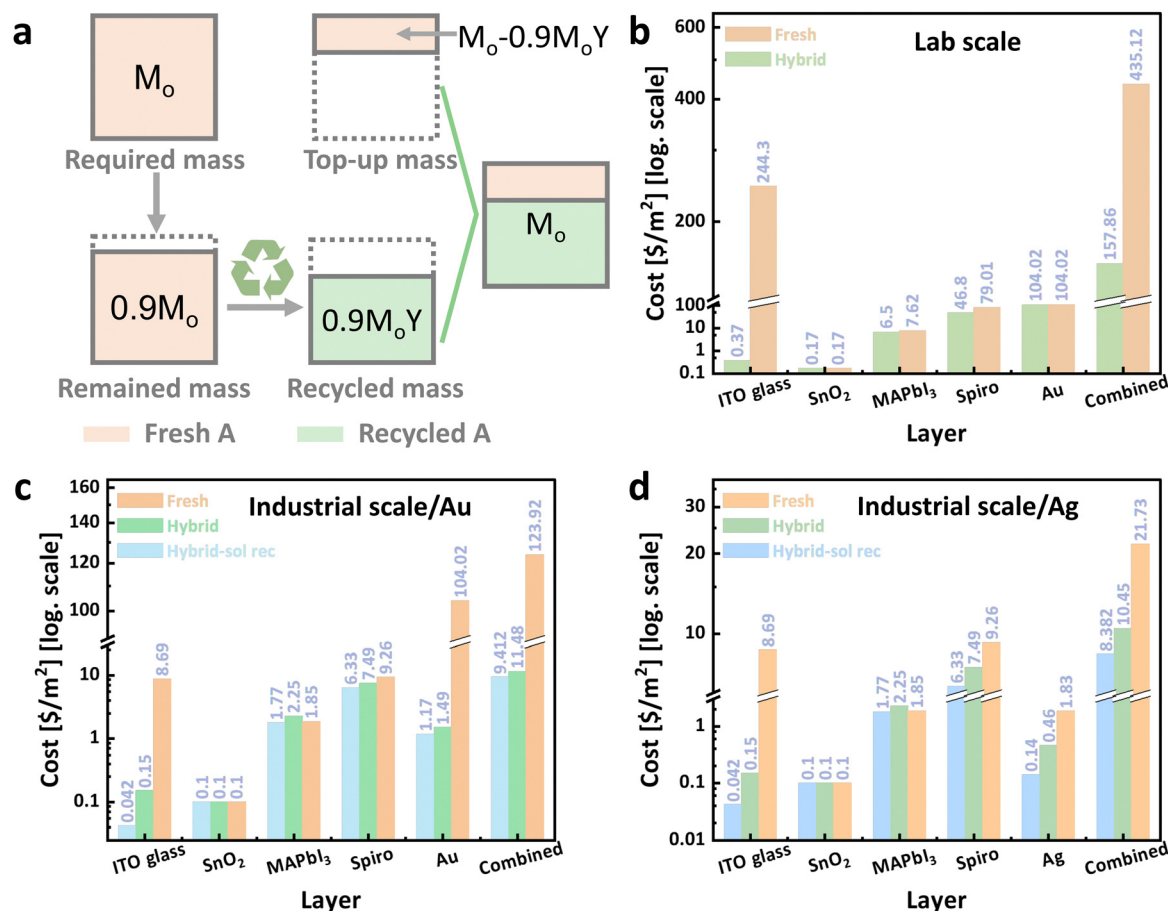 a
Mₒ
Required mass
Mₒ-0.9MₒY
Top-up mass
0.9Mₒ
Remained mass
0.9MₒY
Recycled mass
Mₒ
Fresh A
Recycled A
b
Lab scale
Fresh
Hybrid
Cost [$/m²] [log. scale]
600
400
200
100
10
1
0.1
0.37
244.3
0.17
0.17
6.5
7.62
46.8
79.01
104.02
104.02
157.86
435.12
ITO glass
SnO₂
MAPbI₃
Spiro
Au
Combined
Layer
c
Industrial scale/Au
Fresh
Hybrid
Hybrid-sol rec
Cost [$/m²] [log. scale]
160
140
120
100
10
1
0.1
0.042
0.15
8.69
0.1
0.1
0.1
1.77
2.25
1.85
6.33
7.49
9.26
1.17
1.49
104.02
9.412
11.48
123.92
ITO glass
SnO₂
MAPbI₃
Spiro
Au
Combined
Layer
d
Industrial scale/Ag
Fresh
Hybrid
Hybrid-sol rec
Cost [$/m²] [log. scale]
30
20
10
1
0.1
0.01
0.042
0.15
8.69
0.1
0.1
0.1
1.77
2.25
1.85
6.33
7.49
9.26
0.14
0.46
1.83
8.382
10.45
21.73
ITO glass
SnO₂
MAPbI₃
Spiro
Ag
Combined
Layer